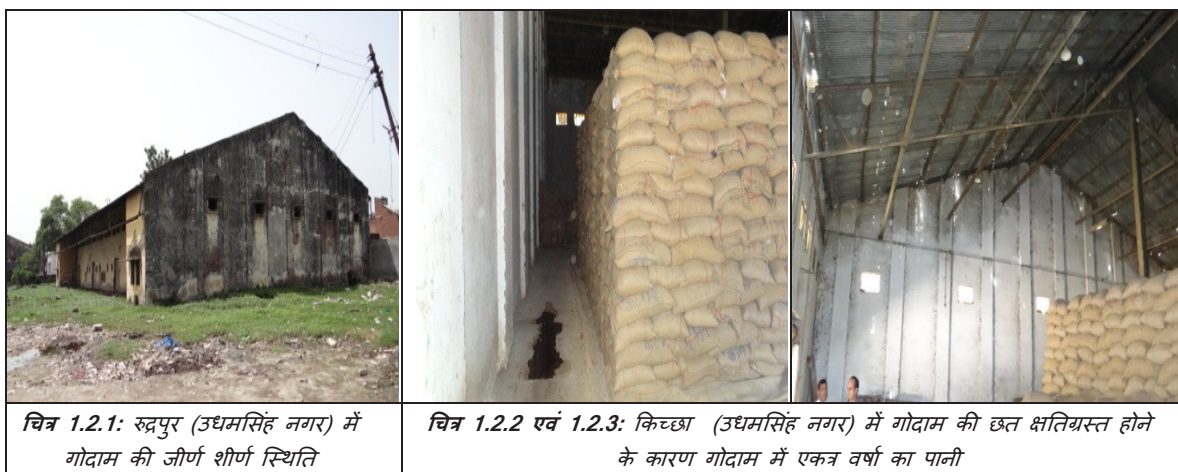 चित्र 1.2.1: रुद्रपुर (उधमसिंह नगर) में
गोदाम की जीर्ण शीर्ण स्थिति
चित्र 1.2.2 एवं 1.2.3: किच्छा (उधमसिंह नगर) में गोदाम की छत क्षतिग्रस्त होने
के कारण गोदाम में एकत्र वर्षा का पानी